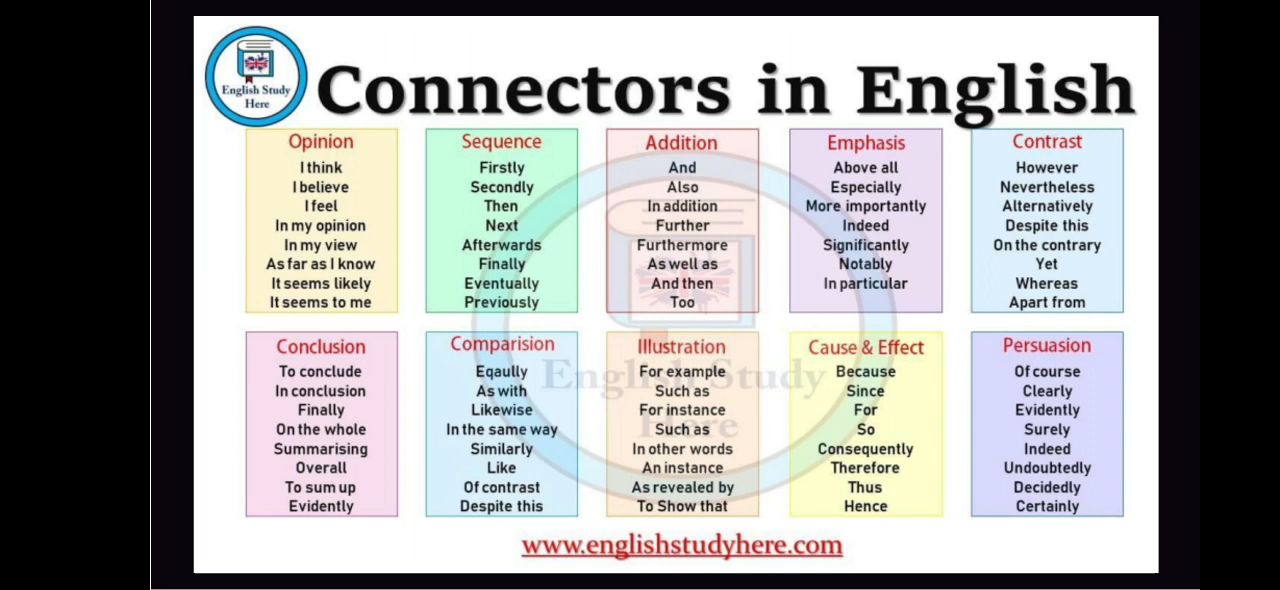 English Study
Here
Connectors in English
Opinion
I think
I believe
I feel
In my opinion
In my view
As far as I know
It seems likely
It seems to me
Sequence
Firstly
Secondly
Then
Next
Afterwards
Finally
Eventually
Previously
Addition
And
Also
In addition
Further
Furthermore
As well as
And then
Too
Emphasis
Above all
Especially
More importantly
Indeed
Significantly
Notably
In particular
Contrast
However
Nevertheless
Alternatively
Despite this
On the contrary
Yet
Whereas
Apart from
Conclusion
To conclude
In conclusion
Finally
On the whole
Summarising
Overall
To sum up
Evidently
Comparision
Eqaully
As with
Likewise
In the same way
Similarly
Like
Of contrast
Despite this
Illustration
For example
Such as
For instance
Such as
In other words
An instance
As revealed by
To Show that
Cause & Effect
Because
Since
For
So
Consequently
Therefore
Thus
Hence
Persuasion
Of course
Clearly
Evidently
Surely
Indeed
Undoubtedly
Decidedly
Certainly
English Study
Here
www.englishstudyhere.com